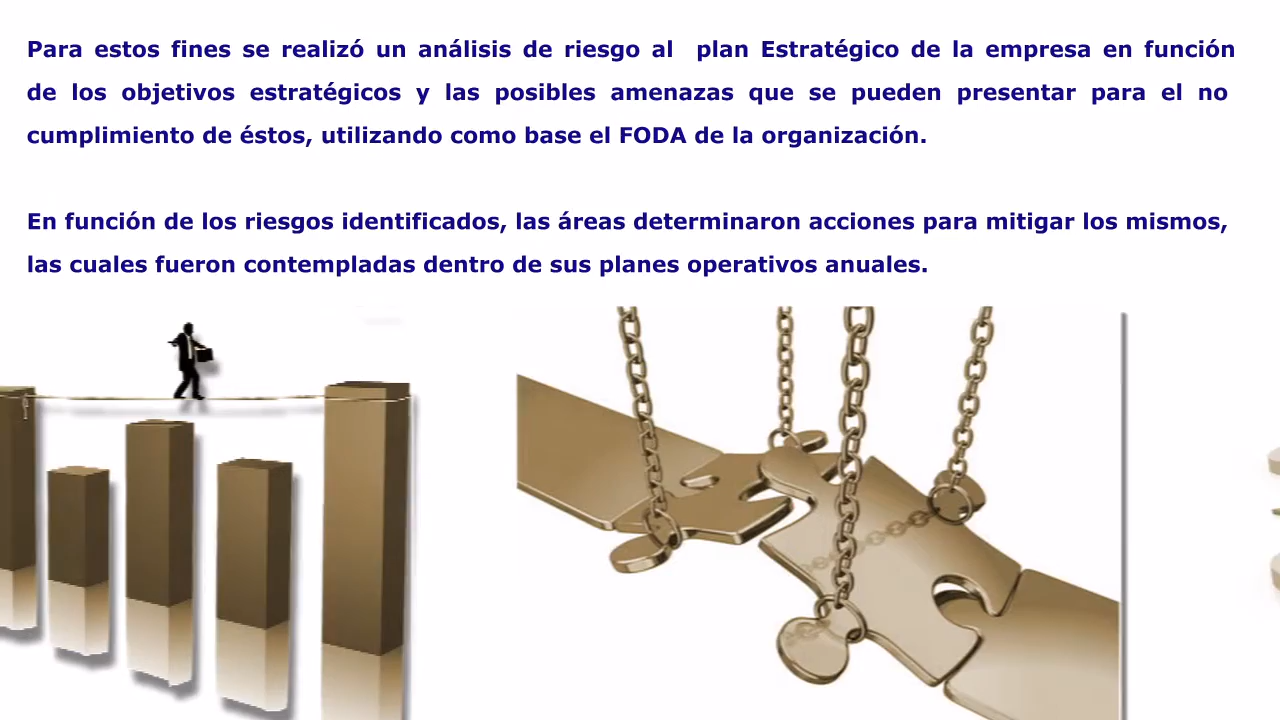 Para estos fines se realizó un análisis de riesgo al plan Estratégico de la empresa en función
de los objetivos estratégicos y las posibles amenazas que se pueden presentar para el no
cumplimiento de éstos, utilizando como base el FODA de la organización.
En función de los riesgos identificados, las áreas determinaron acciones para mitigar los mismos,
las cuales fueron contempladas dentro de sus planes operativos anuales.